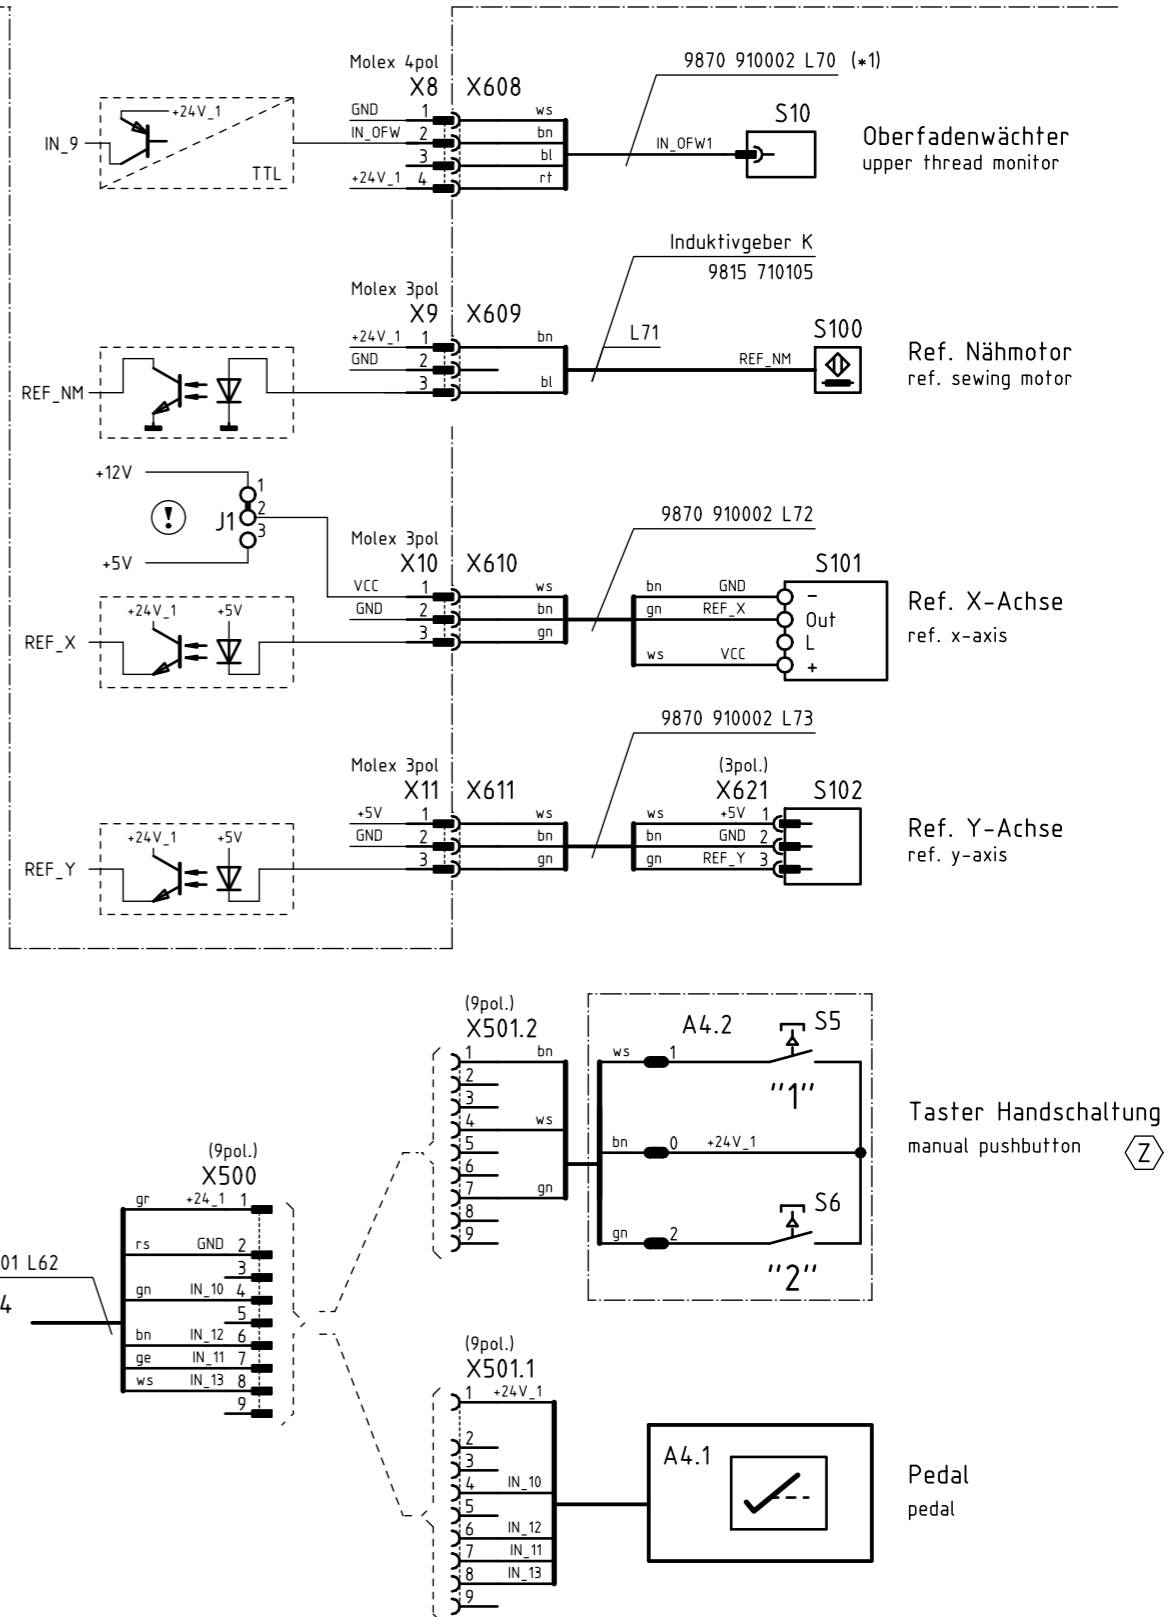 Molex 4pol
X8 X608
9870 910002 L70 (*1)
S10
Oberfadenwächter
upper thread monitor
IN_9
+24V_1
TTL
GND 1 ws
IN_OFW 2 bn
3 bl
+24V_1 4 rt
IN_OFW1
Induktivgeber K
9815 710105
Molex 3pol
X9 X609
L71
S100
Ref. Nähmotor
ref. sewing motor
REF_NM
+24V_1 1 bn
GND 2
3 bl
REF_NM
+12V
J1
1
2
3
!
+5V
Molex 3pol
X10 X610
9870 910002 L72
S101
Ref. X-Achse
ref. x-axis
REF_X
+24V_1 +5V
VCC 1 ws
GND 2 bn
3 gn
bn GND -
gn REF_X Out
L
ws VCC +
9870 910002 L73
Molex 3pol
X11 X611
(3pol.)
X621 S102
Ref. Y-Achse
ref. y-axis
REF_Y
+24V_1 +5V
+5V 1 ws
GND 2 bn
3 gn
ws +5V 1
bn GND 2
gn REF_Y 3
(9pol.)
X501.2
1 bn
2
3
4 ws
5
6
7 gn
8
9
A4.2
ws 1 S5
"1"
bn 0 +24V_1
gn 2 S6
"2"
Taster Handschaltung
manual pushbutton
Z
(9pol.)
X500
gr +24_1 1
rs GND 2
3
gn IN_10 4
5
bn IN_12 6
ge IN_11 7
ws IN_13 8
9
01 L62
4
(9pol.)
X501.1
1 +24V_1
2
3
4 IN_10
5
6 IN_12
7 IN_11
8 IN_13
9
A4.1
Pedal
pedal